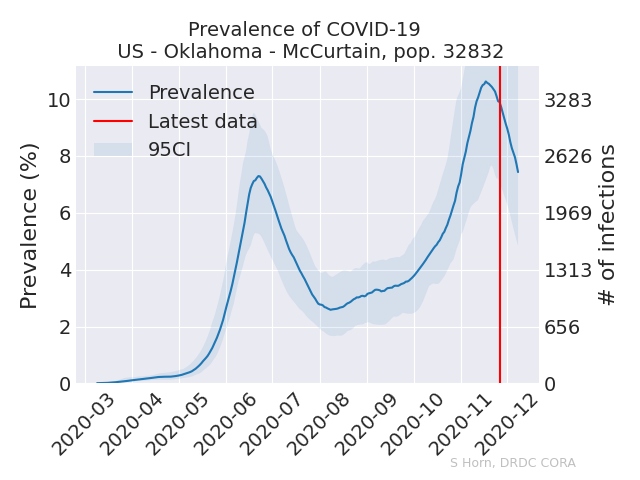 Prevalence of COVID-19
US - Oklahoma - McCurtain, pop. 32832
Prevalence
Latest data
95CI
Prevalence (%)
10
8
6
4
2
0
3283
2626
1969
1313
656
0
# of infections
2020-03
2020-04
2020-05
2020-06
2020-07
2020-08
2020-09
2020-10
2020-11
2020-12
S Horn, DRDC CORA